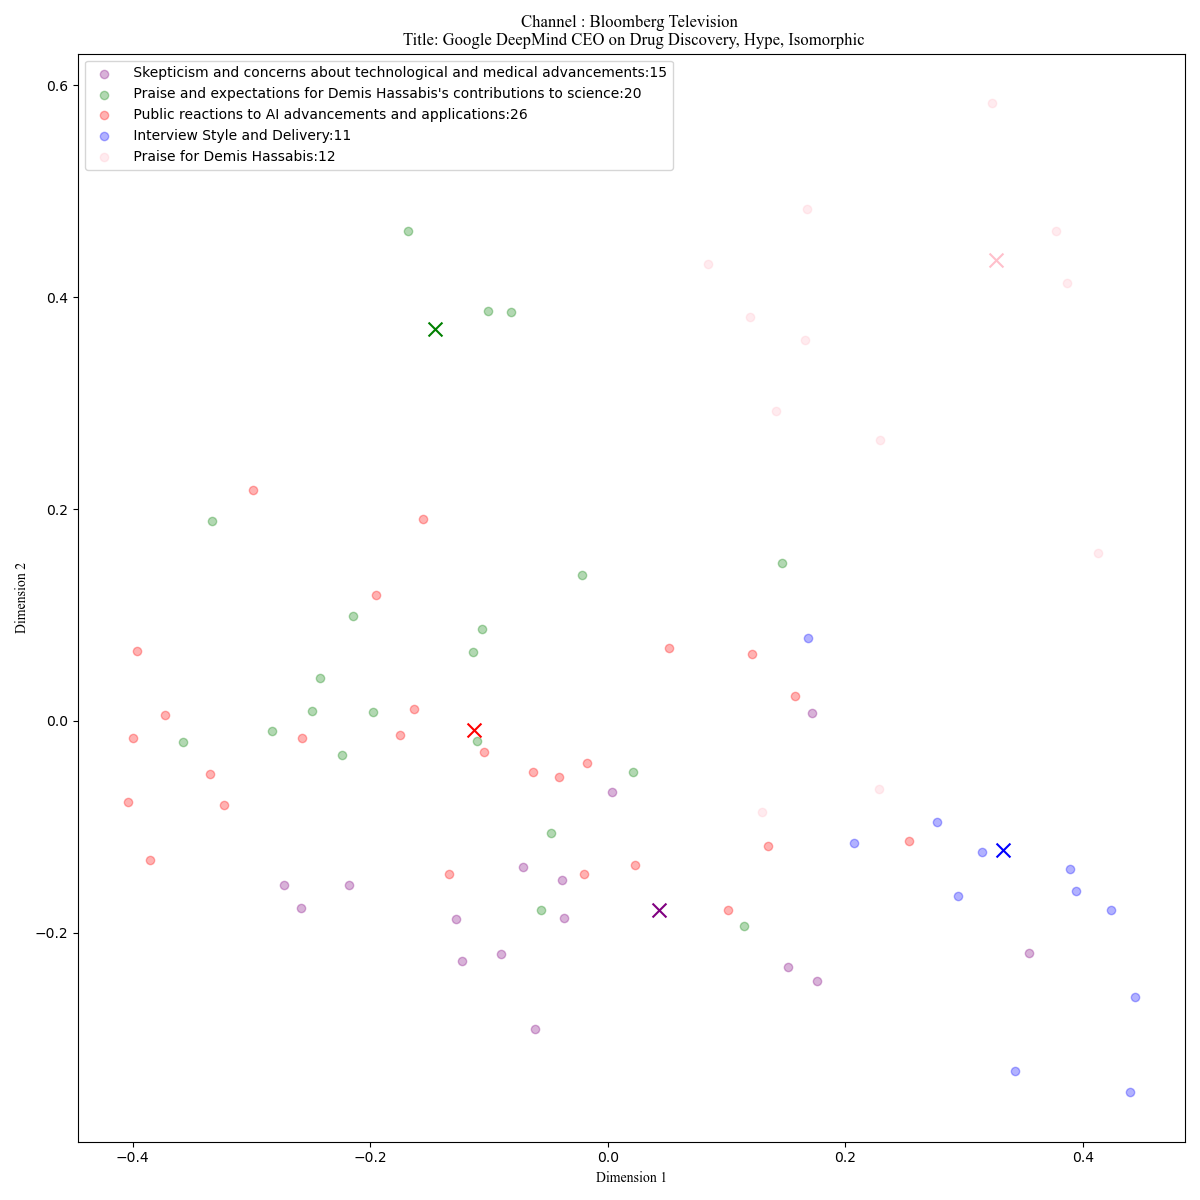 Channel : Bloomberg Television
Title: Google DeepMind CEO on Drug Discovery, Hype, Isomorphic
Skepticism and concerns about technological and medical advancements:15
Praise and expectations for Demis Hassabis's contributions to science:20
Public reactions to AI advancements and applications:26
Interview Style and Delivery:11
Praise for Demis Hassabis:12
0.6
0.4
0.2
0.0
−0.2
Dimension 2
−0.4 −0.2 0.0 0.2 0.4
Dimension 1